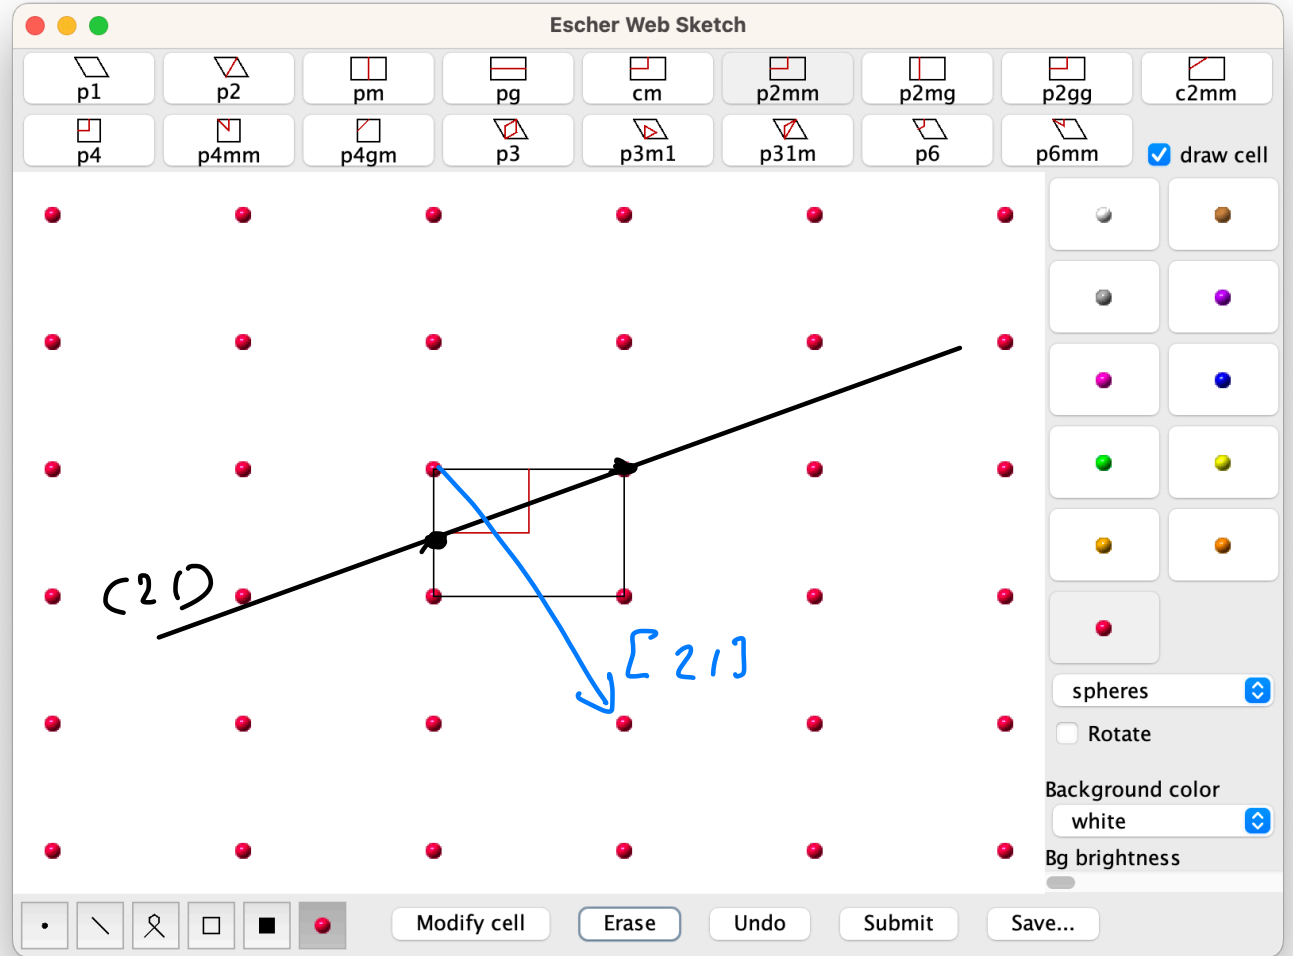 Escher Web Sketch
p1 p2 pm pg cm p2mm p2mg p2gg c2mm
p4 p4mm p4gm p3 p3m1 p31m p6 p6mm draw cell
(21)
[21]
spheres
Rotate
Background color
white
Bg brightness
Modify cell Erase Undo Submit Save...